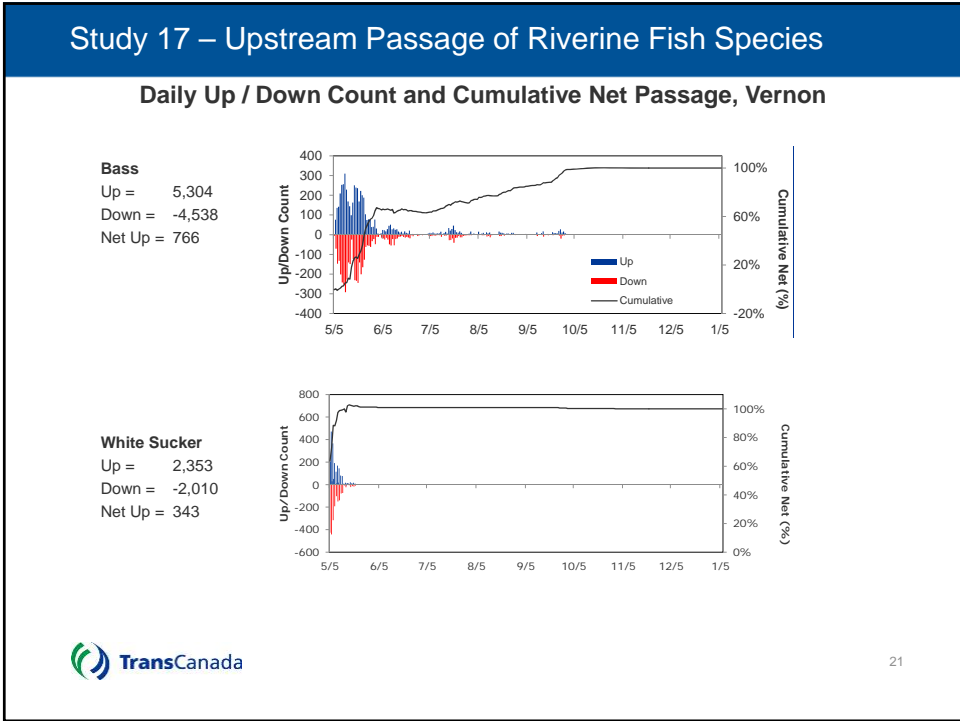 Study 17 – Upstream Passage of Riverine Fish Species
Daily Up / Down Count and Cumulative Net Passage, Vernon
Bass
Up = 5,304
Down = -4,538
Net Up = 766
Up/Down Count
400
300
200
100
0
-100
-200
-300
-400
5/5 6/5 7/5 8/5 9/5 10/5 11/5 12/5 1/5
Up
Down
Cumulative
100%
60%
20%
-20%
Cumulative Net (%)
White Sucker
Up = 2,353
Down = -2,010
Net Up = 343
Up/Down Count
800
600
400
200
0
-200
-400
-600
5/5 6/5 7/5 8/5 9/5 10/5 11/5 12/5 1/5
100%
80%
60%
40%
20%
0%
Cumulative Net (%)
TransCanada
21